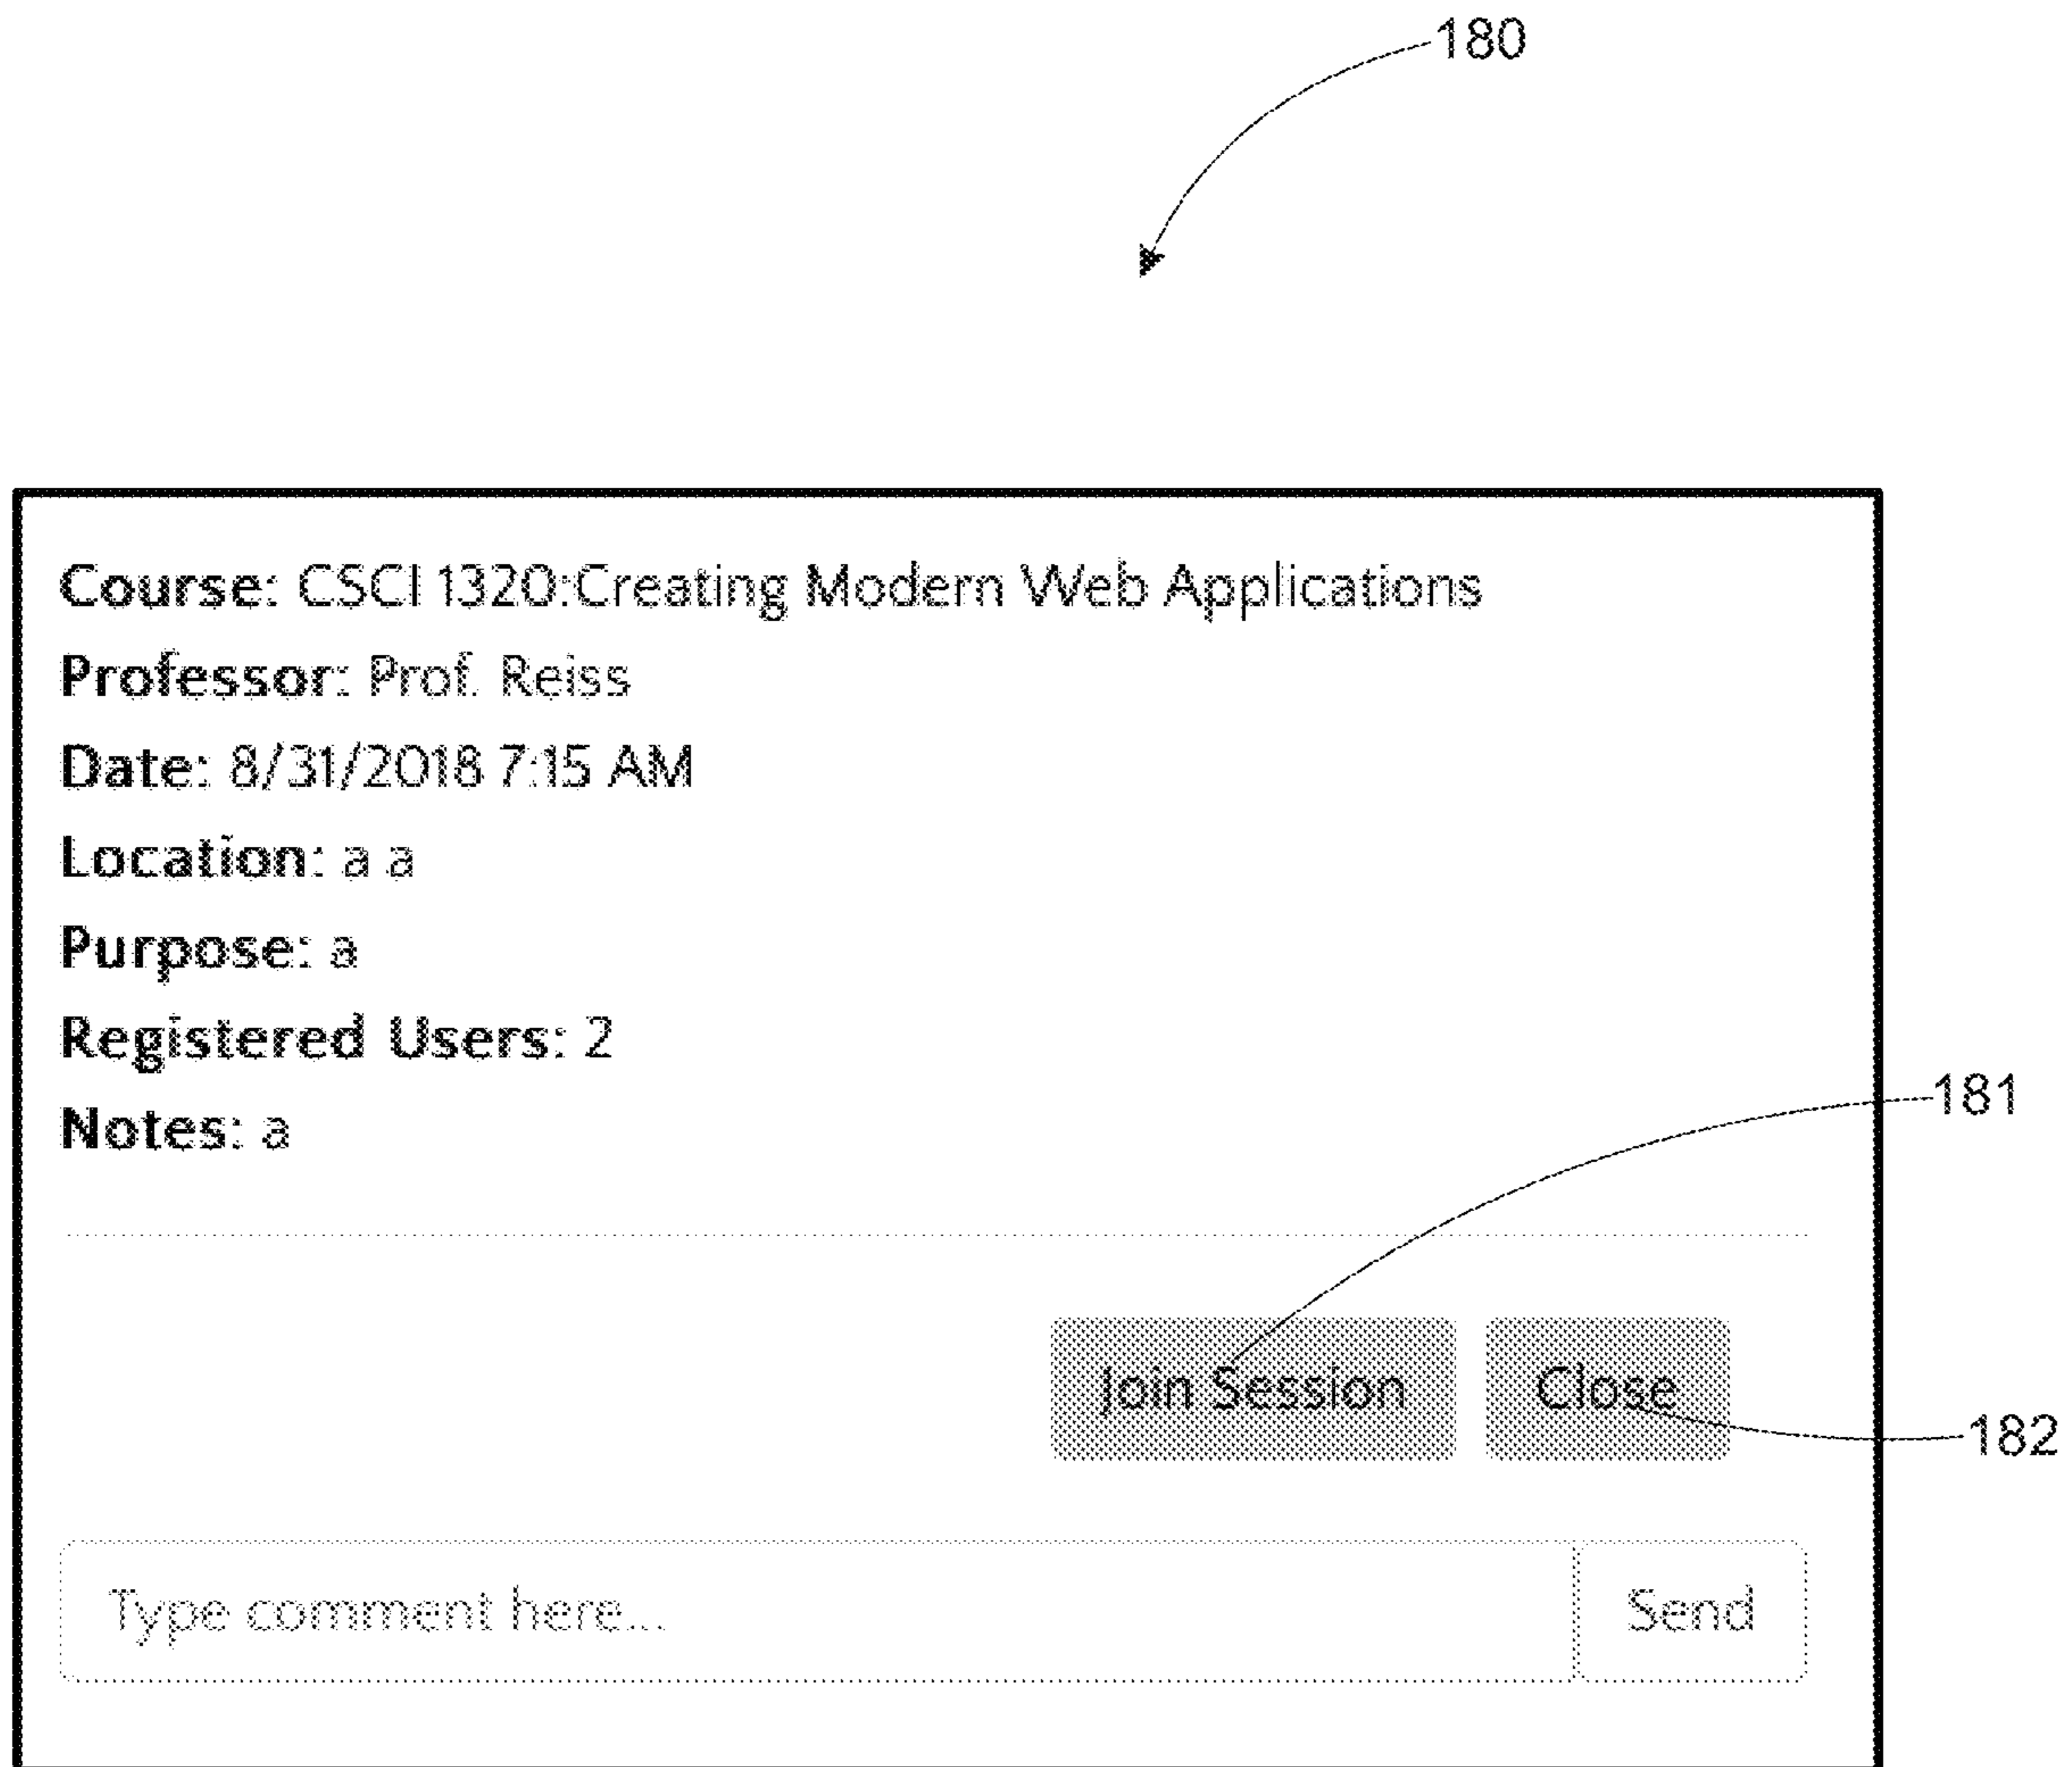 180
Course: CSCI 1320:Creating Modern Web Applications
Professor: Prof. Reiss
Date: 8/31/2018 7:15 AM
Location: a a
Purpose: a
Registered Users: 2
Notes: a
181
Join Session Close
182
Type comment here... Send